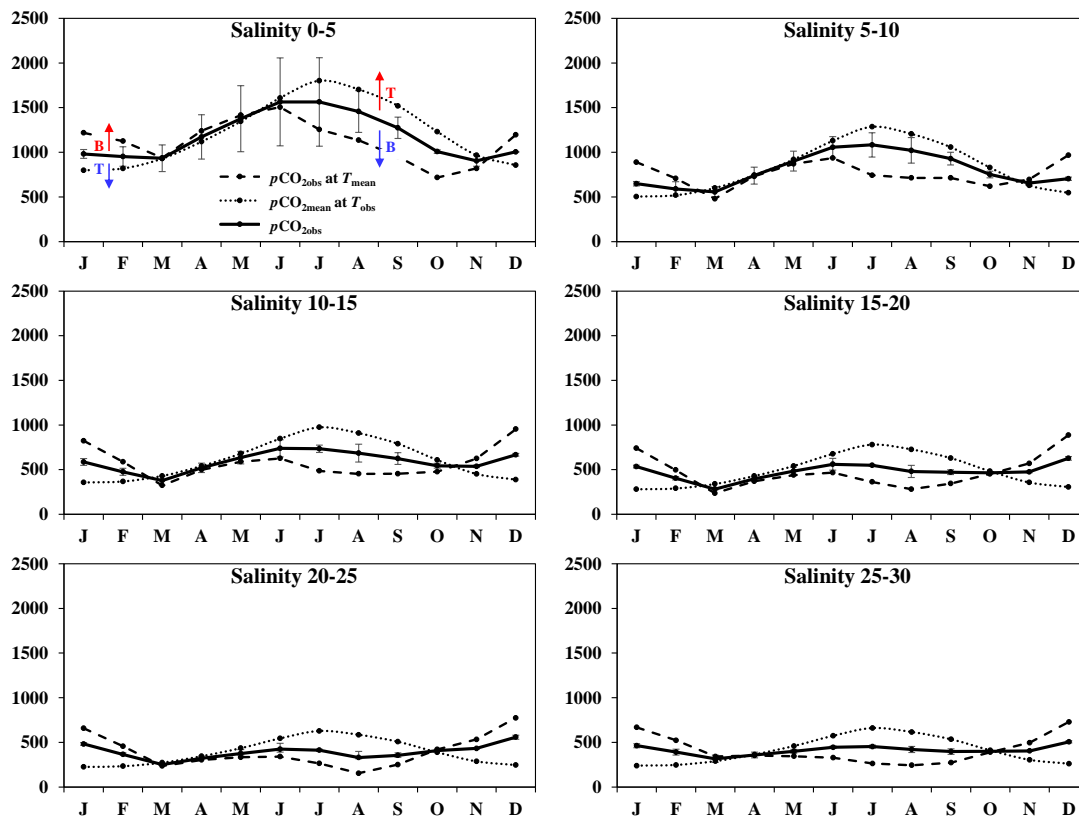 Salinity 0-5
2500
2000
1500
1000
500
0
B
T
T
B
pCO2obs at Tmean
pCO2mean at Tobs
pCO2obs
J F M A M J J A S O N D
Salinity 5-10
2500
2000
1500
1000
500
0
J F M A M J J A S O N D
Salinity 10-15
2500
2000
1500
1000
500
0
J F M A M J J A S O N D
Salinity 15-20
2500
2000
1500
1000
500
0
J F M A M J J A S O N D
Salinity 20-25
2500
2000
1500
1000
500
0
J F M A M J J A S O N D
Salinity 25-30
2500
2000
1500
1000
500
0
J F M A M J J A S O N D